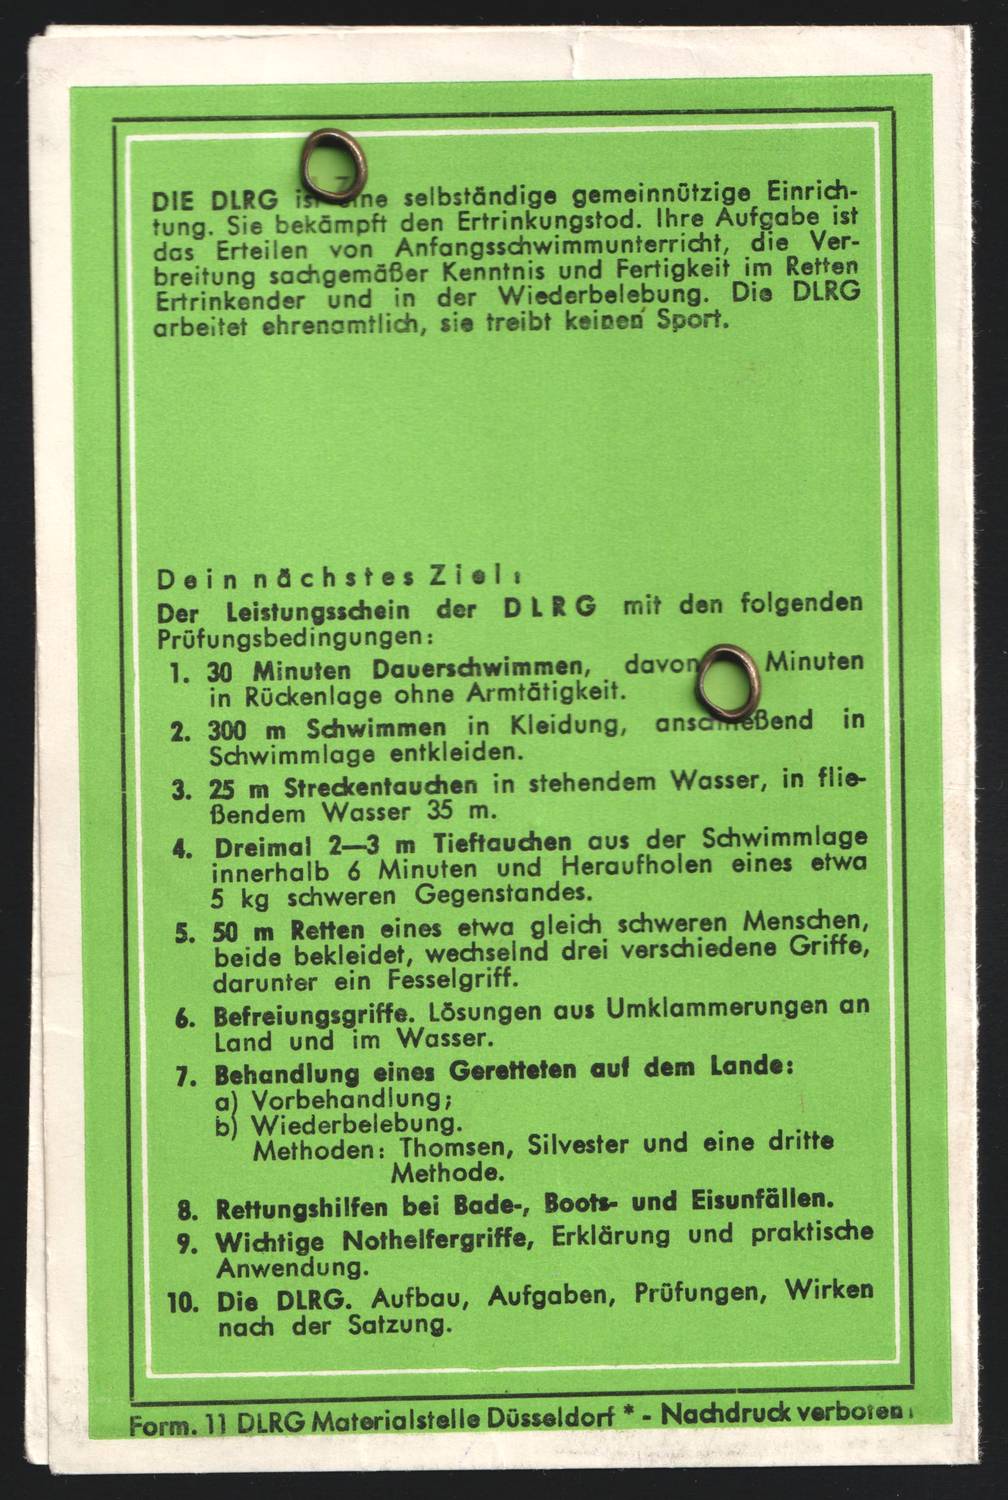 DIE DLRG ist eine selbständige gemeinnützige Einrich-
tung. Sie bekämpft den Ertrinkungstod. Ihre Aufgabe ist
das Erteilen von Anfangsschwimmunterricht, die Ver-
breitung sachgemäßer Kenntnis und Fertigkeit im Retten
Ertrinkender und in der Wiederbelebung. Die DLRG
arbeitet ehrenamtlich, sie treibt keinen Sport.
Dein nächstes Ziel:
Der Leistungsschein der DLRG mit den folgenden
Prüfungsbedingungen:
1. 30 Minuten Dauerschwimmen, davon Minuten
in Rückenlage ohne Armtätigkeit.
2. 300 m Schwimmen in Kleidung, anschließend in
Schwimmlage entkleiden.
3. 25 m Streckentauchen in stehendem Wasser, in flie-
ßendem Wasser 35 m.
4. Dreimal 2—3 m Tieftauchen aus der Schwimmlage
innerhalb 6 Minuten und Heraufholen eines etwa
5 kg schweren Gegenstandes.
5. 50 m Retten eines etwa gleich schweren Menschen,
beide bekleidet, wechselnd drei verschiedene Griffe,
darunter ein Fesselgriff.
6. Befreiungsgriffe. Lösungen aus Umklammerungen an
Land und im Wasser.
7. Behandlung eines Geretteten auf dem Lande:
a) Vorbehandlung;
b) Wiederbelebung.
Methoden: Thomsen, Silvester und eine dritte
Methode.
8. Rettungshilfen bei Bade-, Boots- und Eisunfällen.
9. Wichtige Nothelfergriffe, Erklärung und praktische
Anwendung.
10. Die DLRG. Aufbau, Aufgaben, Prüfungen, Wirken
nach der Satzung.
Form. 11 DLRG Materialstelle Düsseldorf * - Nachdruck verboten!